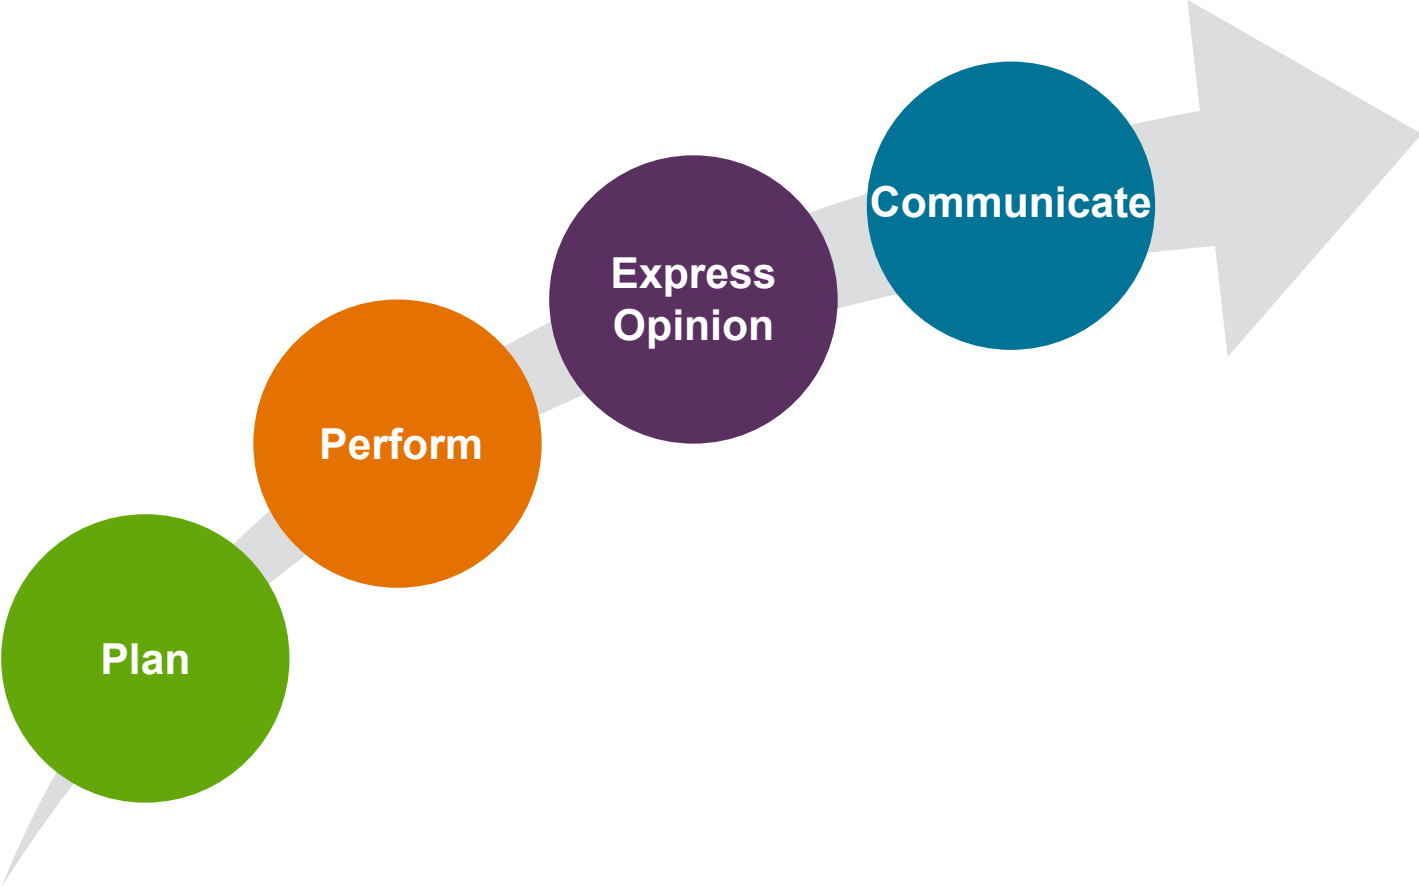 Communicate
Express
Opinion
Perform
Plan